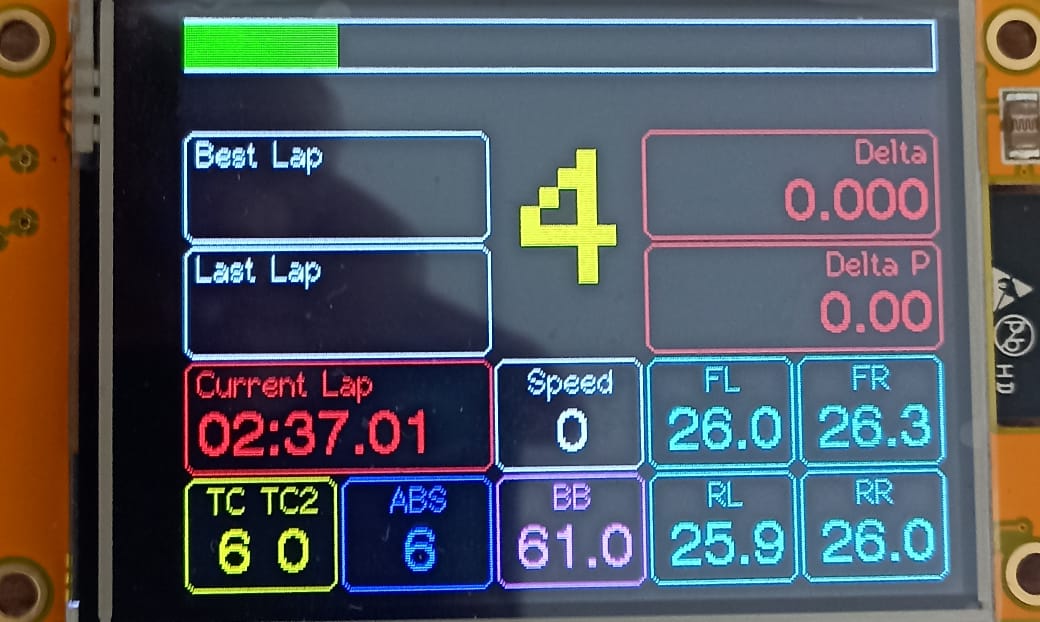 Best Lap
4
Delta
0.000
Last Lap
Delta P
0.00
Current Lap
02:37.01
Speed
0
FL
26.0
FR
26.3
TC TC2
6 0
ABS
6
BB
61.0
RL
25.9
RR
26.0
Pb
HD